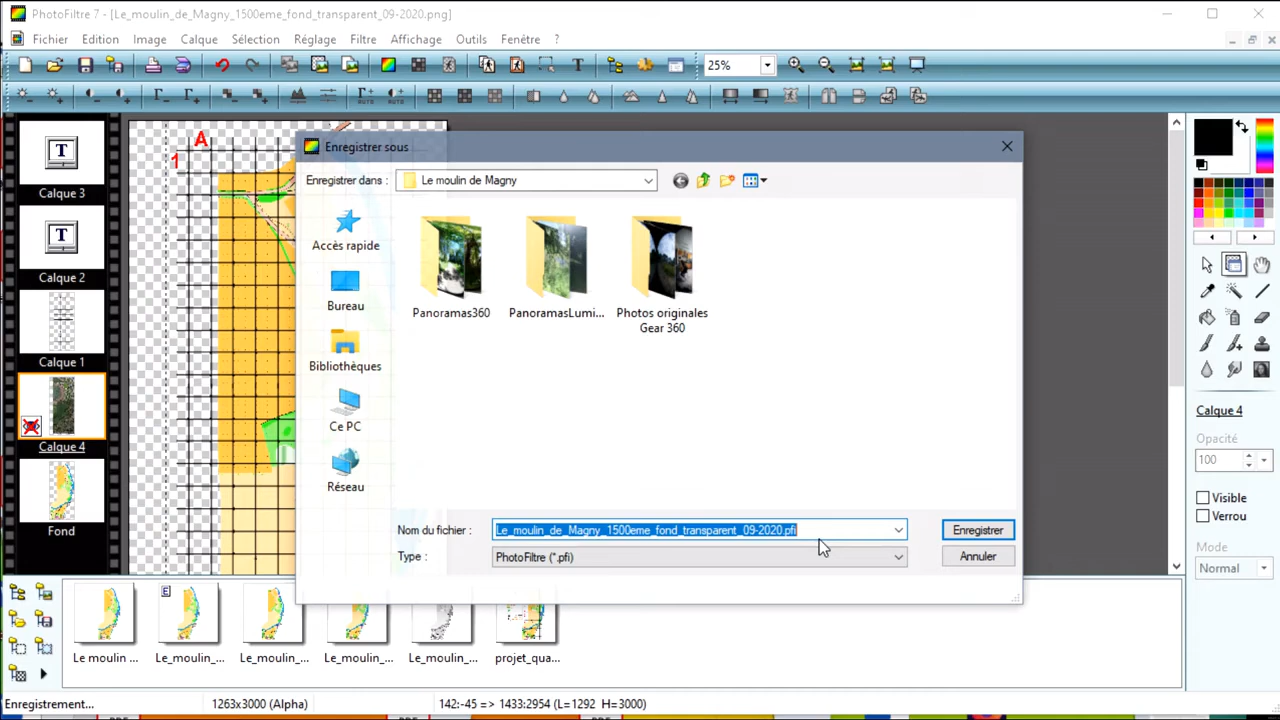 PhotoFiltre 7 - [Le_moulin_de_Magny_1500eme_fond_transparent_09-2020.png]
Fichier Edition Image Calque Sélection Réglage Filtre Affichage Outils Fenêtre ?
25%
Calque 3
Calque 2
Calque 1
Calque 4
Fond
A
1
Enregistrer sous
Enregistrer dans : Le moulin de Magny
Accès rapide
Bureau
Bibliothèques
Ce PC
Réseau
Panoramas360 PanoramasLumi... Photos originales
Gear 360
Nom du fichier : Le_moulin_de_Magny_1500eme_fond_transparent_09-2020.pfi Enregistrer
Type : PhotoFiltre (*.pfi) Annuler
Calque 4
Opacité
100
Visible
Verrou
Mode
Normal
E
Le moulin ... Le_moulin_... Le_moulin_... Le_moulin_... Le_moulin_... projet_qua...
Enregistrement... 1263x3000 (Alpha) 142:-45 => 1433:2954 (L=1292 H=3000)